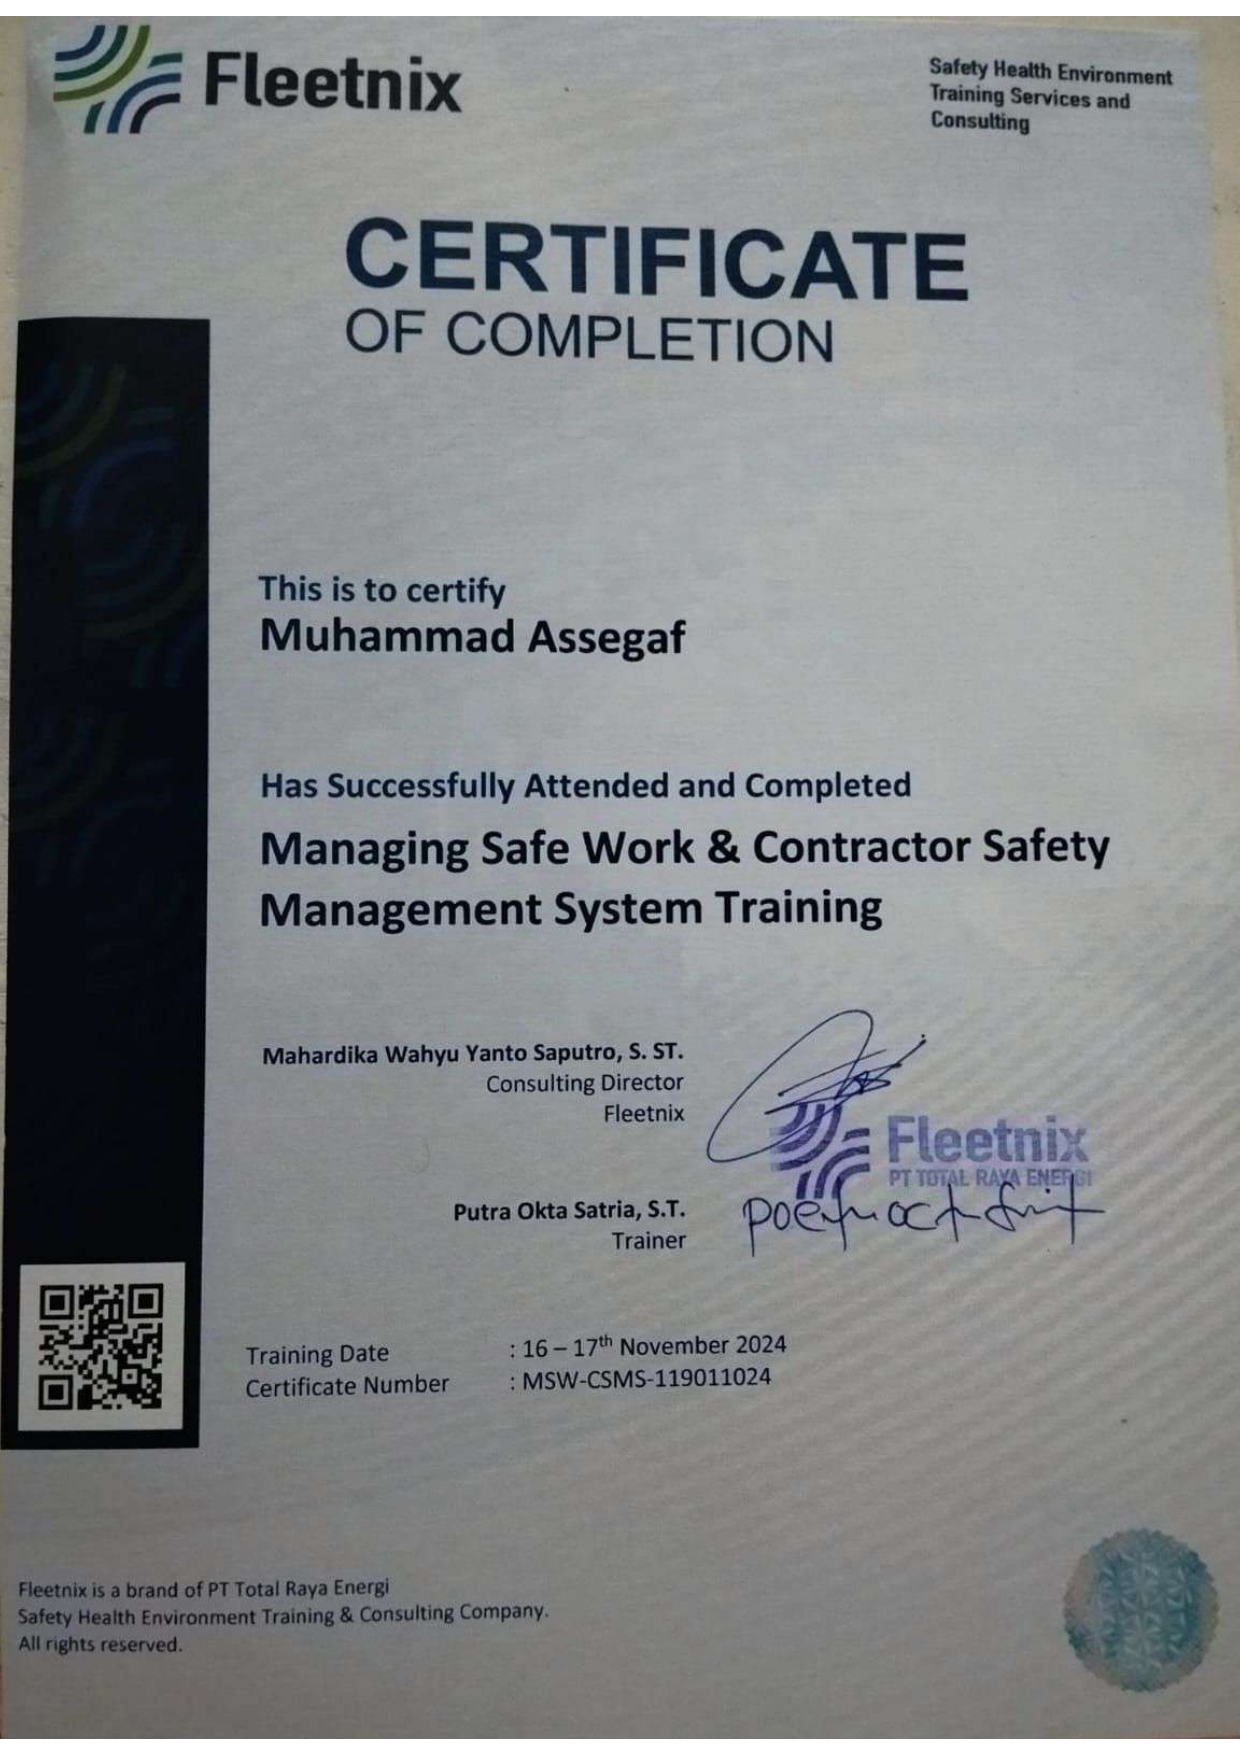 Fleetnix
Safety Health Environment
Training Services and
Consulting
CERTIFICATE
OF COMPLETION
This is to certify
Muhammad Assegaf
Has Successfully Attended and Completed
Managing Safe Work & Contractor Safety
Management System Training
Mahardika Wahyu Yanto Saputro, S. ST.
Consulting Director
Fleetnix
Fleetnix
PT TOTAL RAYA ENERGI
Putra Okta Satria, S.T.
Trainer
Training Date : 16 – 17th November 2024
Certificate Number : MSW-CSMS-119011024
Fleetnix is a brand of PT Total Raya Energi
Safety Health Environment Training & Consulting Company.
All rights reserved.